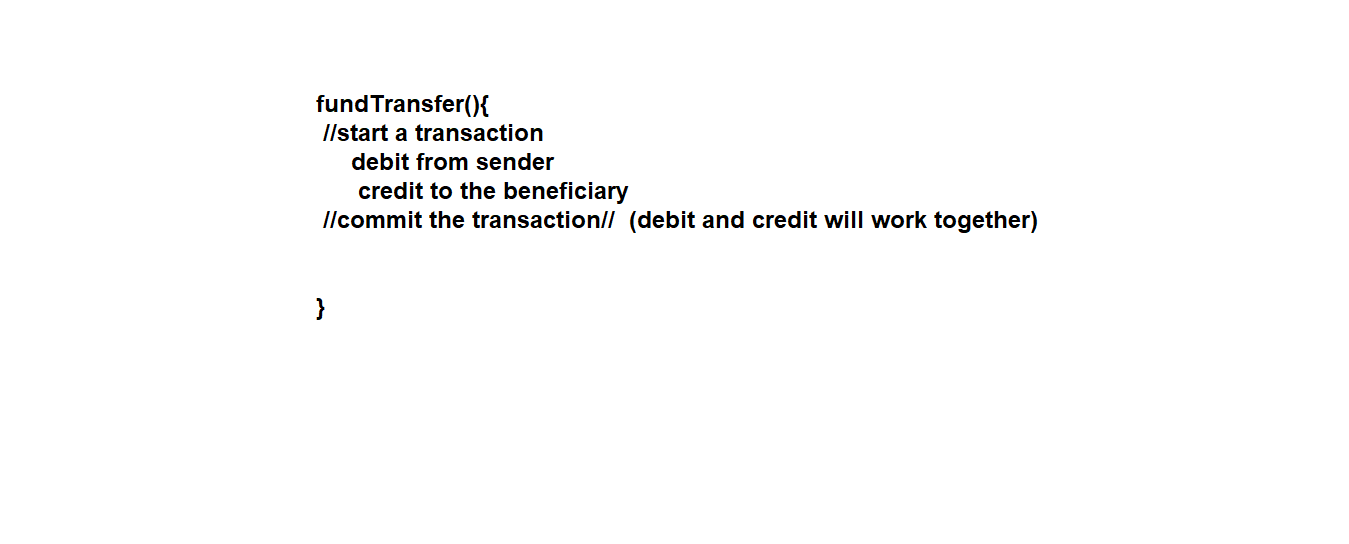 fundTransfer(){
//start a transaction
debit from sender
credit to the beneficiary
//commit the transaction// (debit and credit will work together)
}